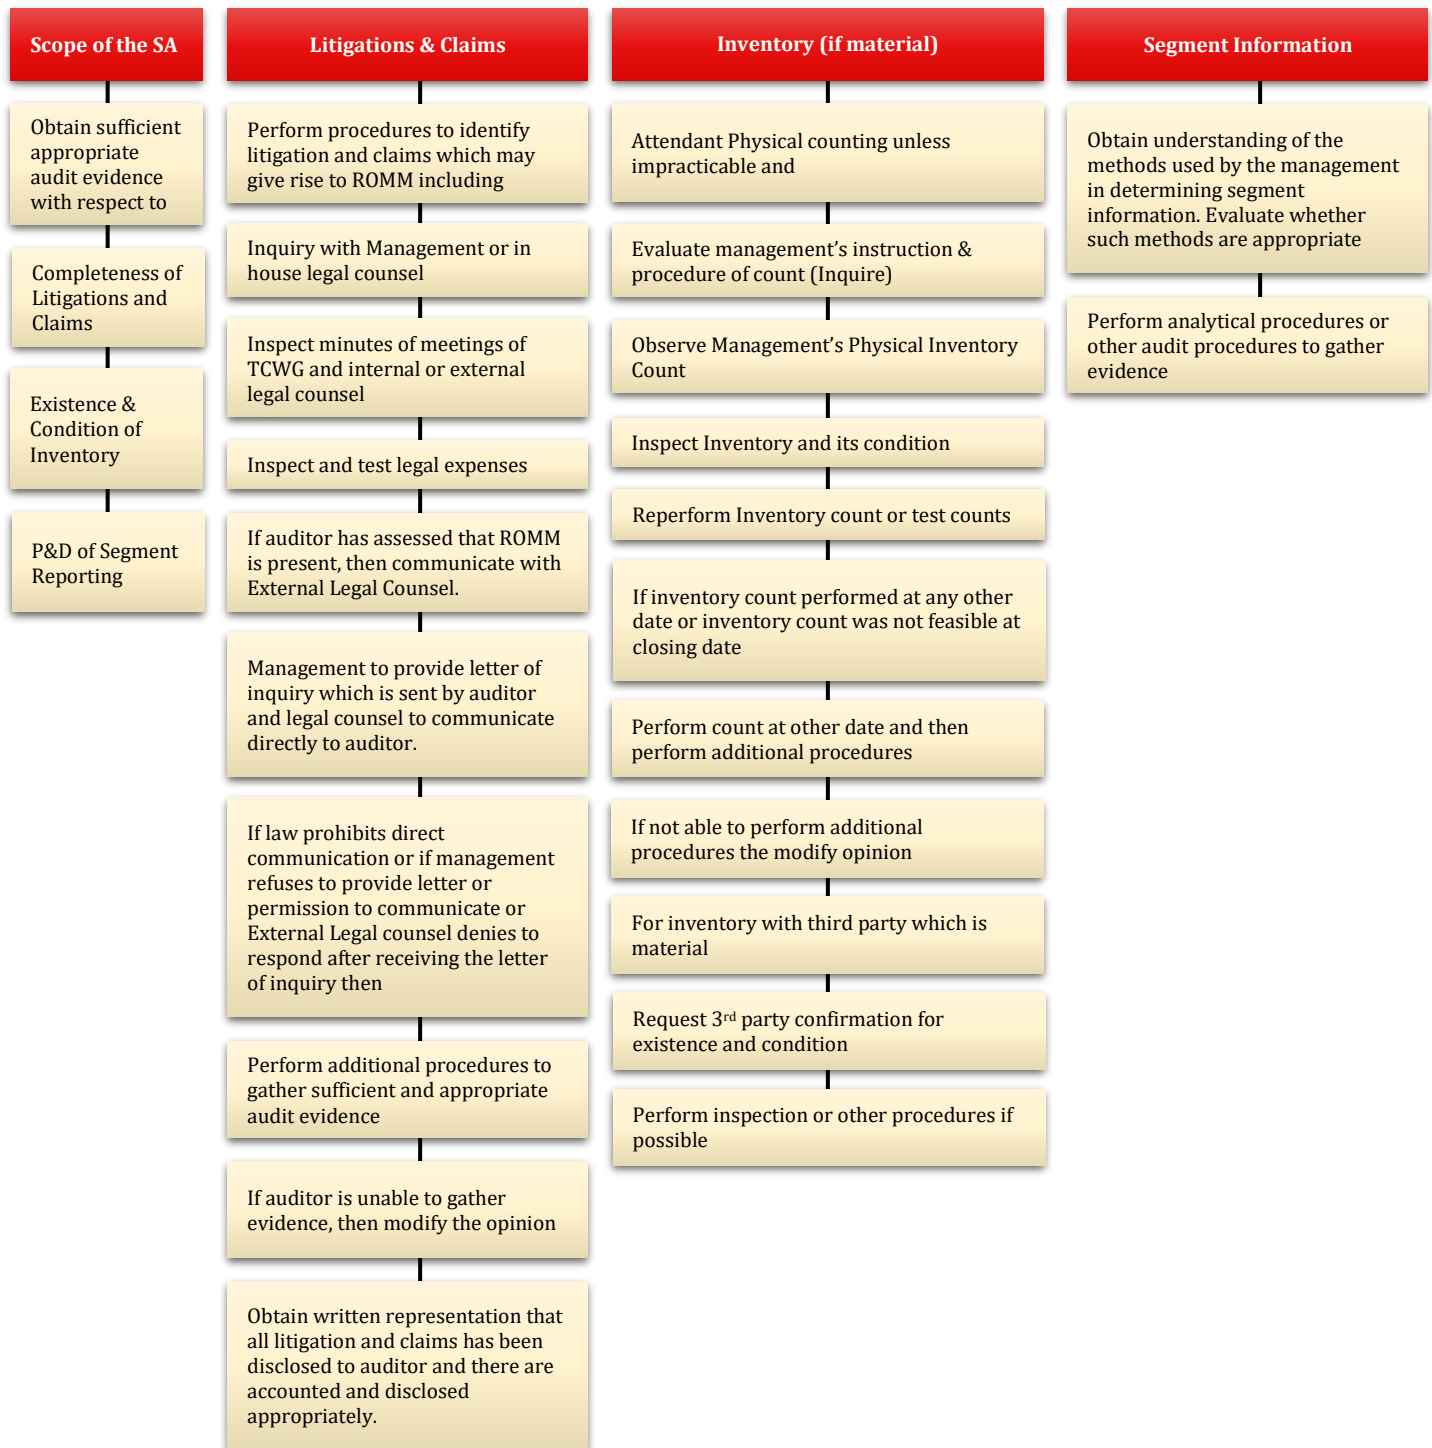 Scope of the SA
Obtain sufficient
appropriate
audit evidence
with respect to
Completeness of
Litigations and
Claims
Existence &
Condition of
Inventory
P&D of Segment
Reporting
Litigations & Claims
Perform procedures to identify
litigation and claims which may
give rise to ROMM including
Inquiry with Management or in
house legal counsel
Inspect minutes of meetings of
TCWG and internal or external
legal counsel
Inspect and test legal expenses
If auditor has assessed that ROMM
is present, then communicate with
External Legal Counsel.
Management to provide letter of
inquiry which is sent by auditor
and legal counsel to communicate
directly to auditor.
If law prohibits direct
communication or if management
refuses to provide letter or
permission to communicate or
External Legal counsel denies to
respond after receiving the letter
of inquiry then
Perform additional procedures to
gather sufficient and appropriate
audit evidence
If auditor is unable to gather
evidence, then modify the opinion
Obtain written representation that
all litigation and claims has been
disclosed to auditor and there are
accounted and disclosed
appropriately.
Inventory (if material)
Attendant Physical counting unless
impracticable and
Evaluate management's instruction &
procedure of count (Inquire)
Observe Management's Physical Inventory
Count
Inspect Inventory and its condition
Reperform Inventory count or test counts
If inventory count performed at any other
date or inventory count was not feasible at
closing date
Perform count at other date and then
perform additional procedures
If not able to perform additional
procedures the modify opinion
For inventory with third party which is
material
Request 3rd party confirmation for
existence and condition
Perform inspection or other procedures if
possible
Segment Information
Obtain understanding of the
methods used by the management
in determining segment
information. Evaluate whether
such methods are appropriate
Perform analytical procedures or
other audit procedures to gather
evidence